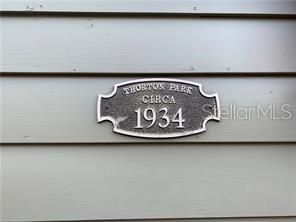 THORTON PARK
CIRCA
1934
StellarMLS